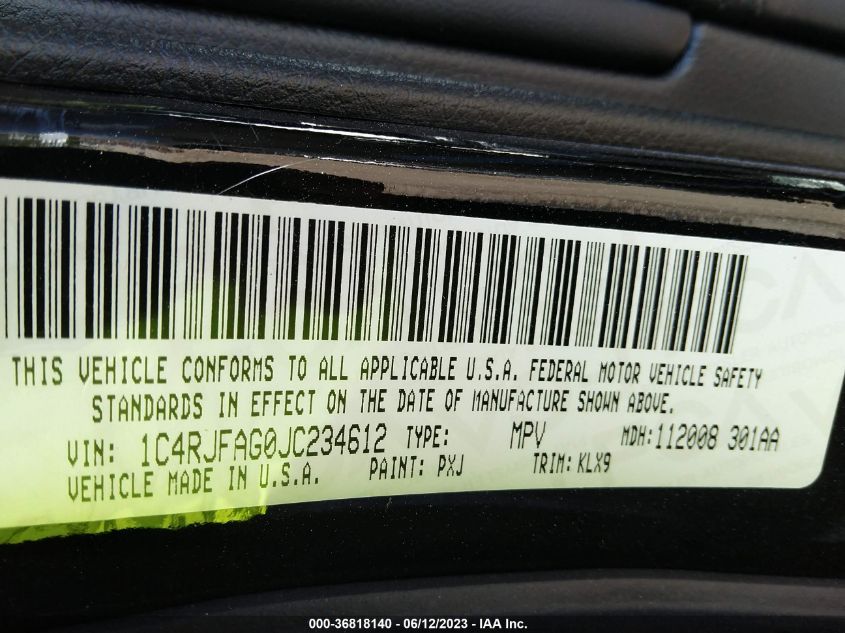 THIS VEHICLE CONFORMS TO ALL APPLICABLE U.S.A. FEDERAL MOTOR VEHICLE SAFETY
STANDARDS IN EFFECT ON THE DATE OF MANUFACTURE SHOWN ABOVE.
VIN: 1C4RJFAG0JC234612 TYPE: MPV MDH:112008 301AA
VEHICLE MADE IN U.S.A. PAINT: PXJ TRIM: KLX9
000-36818140 - 06/12/2023 - IAA Inc.